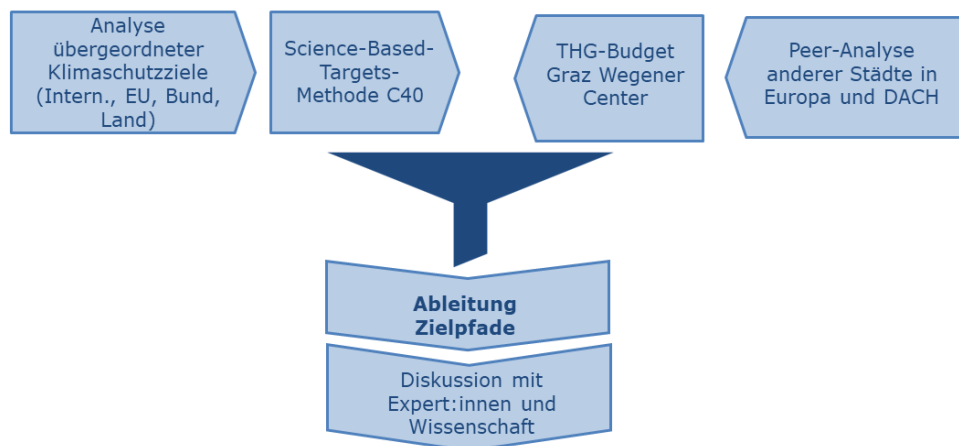 Analyse
übergeordneter
Klimaschutzziele
(Intern., EU, Bund,
Land)
Science-Based-
Targets-
Methode C40
THG-Budget
Graz Wegener
Center
Peer-Analyse
anderer Städte in
Europa und DACH
Ableitung
Zielpfade
Diskussion mit
Expert:innen und
Wissenschaft